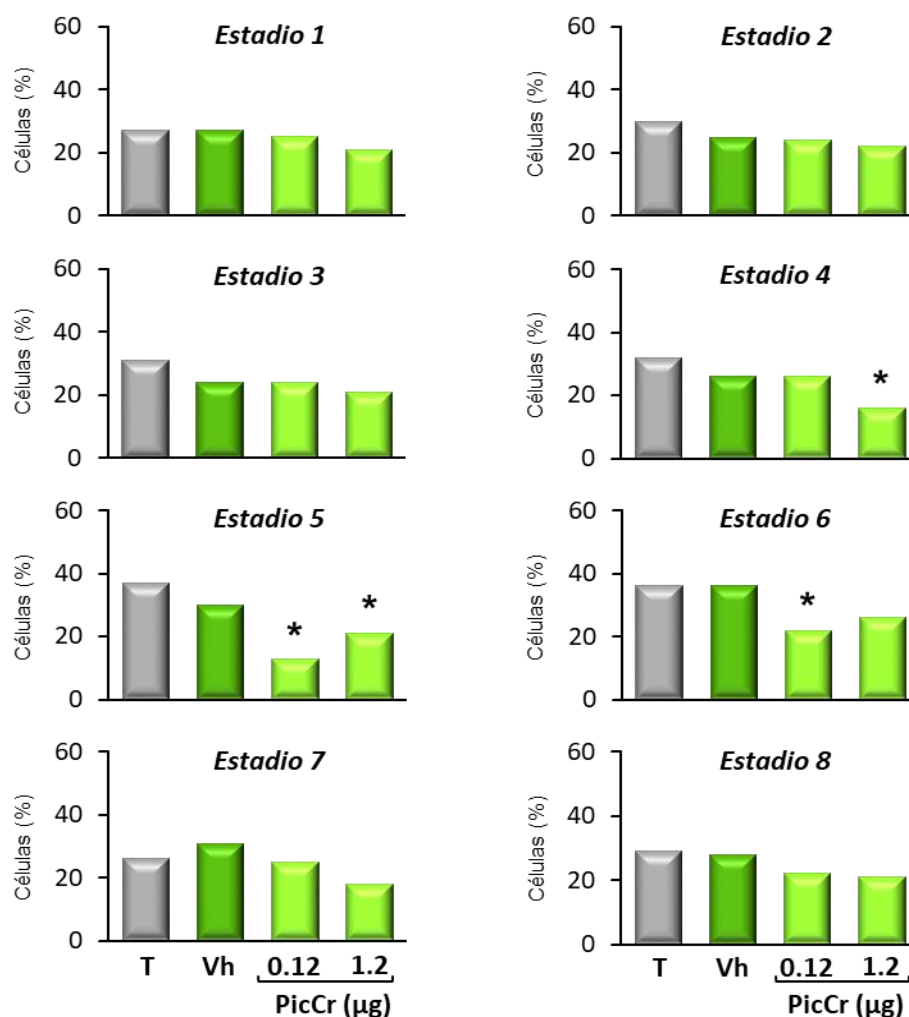 Estadio 1
Células (%)
60
40
20
0
Estadio 2
Células (%)
60
40
20
0
Estadio 3
Células (%)
60
40
20
0
Estadio 4
Células (%)
60
40
20
0
*
Estadio 5
Células (%)
60
40
20
0
* *
Estadio 6
Células (%)
60
40
20
0
*
Estadio 7
Células (%)
60
40
20
0
T Vh 0.12 1.2
PicCr (µg)
Estadio 8
Células (%)
60
40
20
0
T Vh 0.12 1.2
PicCr (µg)